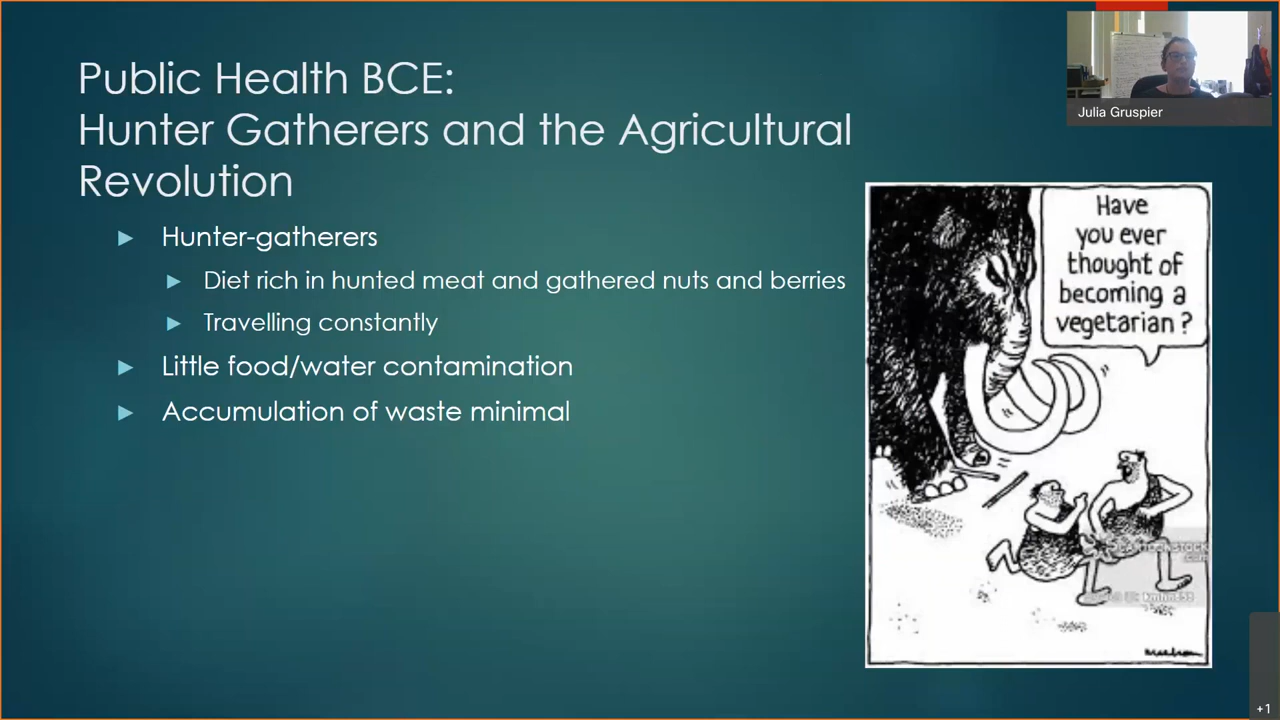 Public Health BCE:
Hunter Gatherers and the Agricultural
Revolution
Hunter-gatherers
Diet rich in hunted meat and gathered nuts and berries
Travelling constantly
Little food/water contamination
Accumulation of waste minimal
Julia Gruspier
Have
you ever
thought of
becoming a
vegetarian?
+1